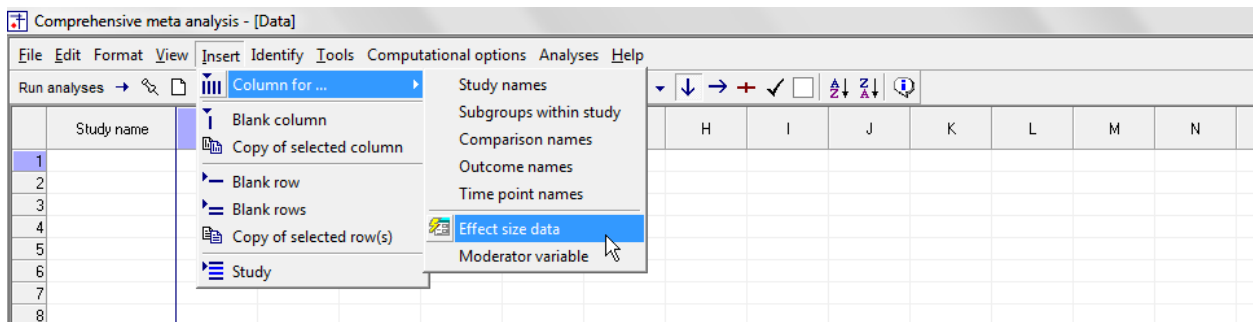 Comprehensive meta analysis - [Data]
File Edit Format View Insert Identify Tools Computational options Analyses Help
Run analyses
Column for ...
Blank column
Copy of selected column
Blank row
Blank rows
Copy of selected row(s)
Study
Study names
Subgroups within study
Comparison names
Outcome names
Time point names
Effect size data
Moderator variable
Study name H I J K L M N
1
2
3
4
5
6
7
8